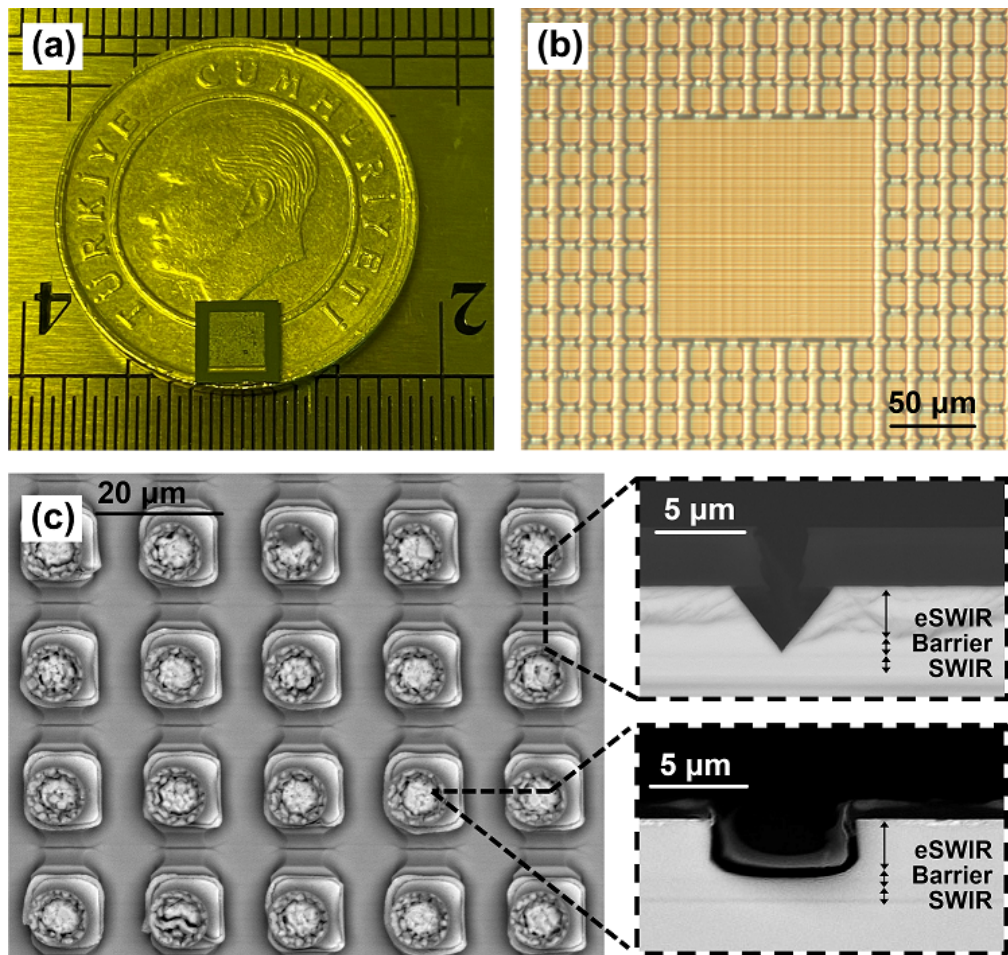 (a)
TÜRKİYE CUMHURİYETİ
4
2
(b)
50 µm
(c)
20 µm
5 µm
eSWIR
Barrier
SWIR
5 µm
eSWIR
Barrier
SWIR